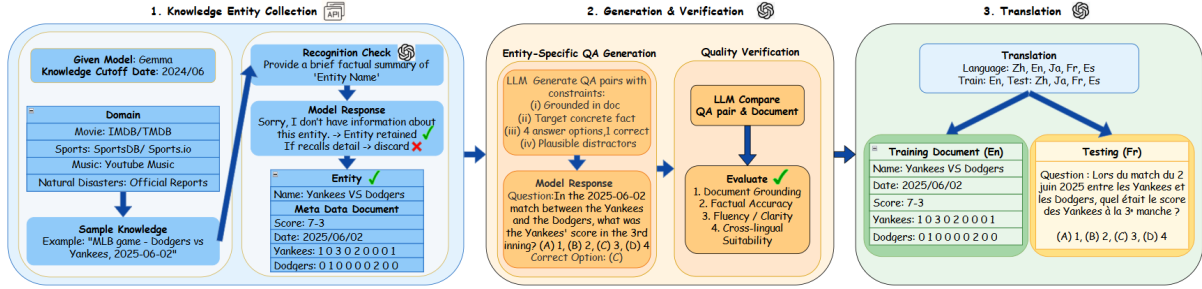 1. Knowledge Entity Collection
API
Given Model: Gemma
Knowledge Cutoff Date: 2024/06
Domain
Movie: IMDB/TMDB
Sports: SportsDB/ Sports.io
Music: Youtube Music
Natural Disasters: Official Reports
Sample Knowledge
Example: "MLB game - Dodgers vs
Yankees, 2025-06-02"
Recognition Check
Provide a brief factual summary of
'Entity Name'
Model Response
Sorry, I don't have information about
this entity. -> Entity retained
If recalls detail -> discard
Entity
Name: Yankees VS Dodgers
Meta Data Document
Score: 7-3
Date: 2025/06/02
Yankees: 1 0 3 0 2 0 0 0 1
Dodgers: 0 1 0 0 0 0 2 0 0
2. Generation & Verification
Entity-Specific QA Generation
LLM Generate QA pairs with
constraints:
(i) Grounded in doc
(ii) Target concrete fact
(iii) 4 answer options,1 correct
(iv) Plausible distractors
Model Response
Question:In the 2025-06-02
match between the Yankees
and the Dodgers, what was
the Yankees' score in the 3rd
inning? (A) 1, (B) 2, (C) 3, (D) 4
Correct Option: (C)
Quality Verification
LLM Compare
QA pair & Document
Evaluate
1. Document Grounding
2. Factual Accuracy
3. Fluency / Clarity
4. Cross-lingual
Suitability
3. Translation
Translation
Language: Zh, En, Ja, Fr, Es
Train: En, Test: Zh, Ja, Fr, Es
Training Document (En)
Name: Yankees VS Dodgers
Date: 2025/06/02
Score: 7-3
Yankees: 1 0 3 0 2 0 0 0 1
Dodgers: 0 1 0 0 0 0 2 0 0
Testing (Fr)
Question : Lors du match du 2
juin 2025 entre les Yankees et
les Dodgers, quel était le score
des Yankees à la 3ᵉ manche ?
(A) 1, (B) 2, (C) 3, (D) 4